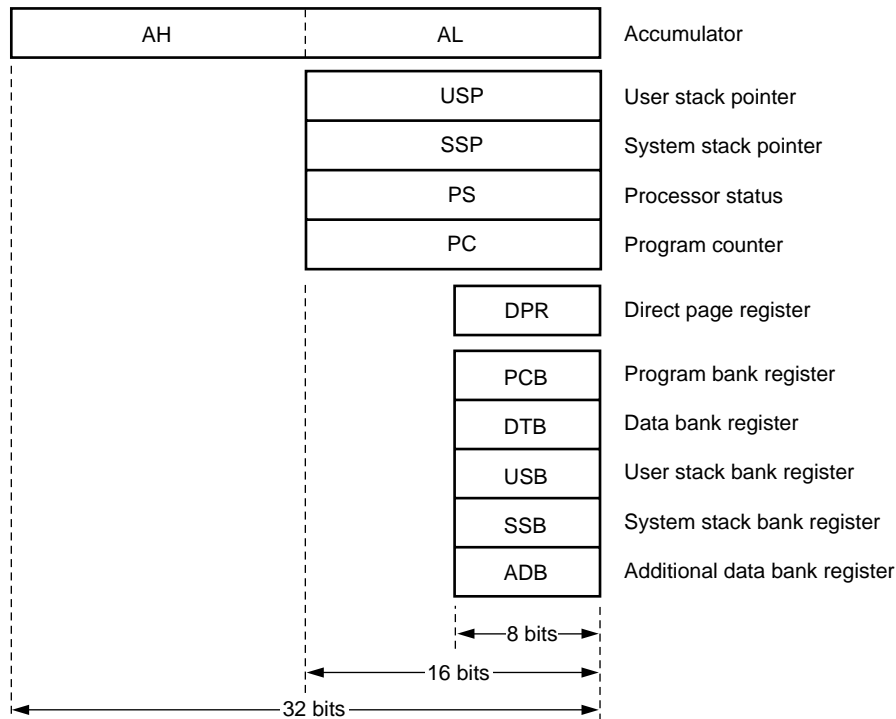 AH AL Accumulator
USP User stack pointer
SSP System stack pointer
PS Processor status
PC Program counter
DPR Direct page register
PCB Program bank register
DTB Data bank register
USB User stack bank register
SSB System stack bank register
ADB Additional data bank register
8 bits
16 bits
32 bits